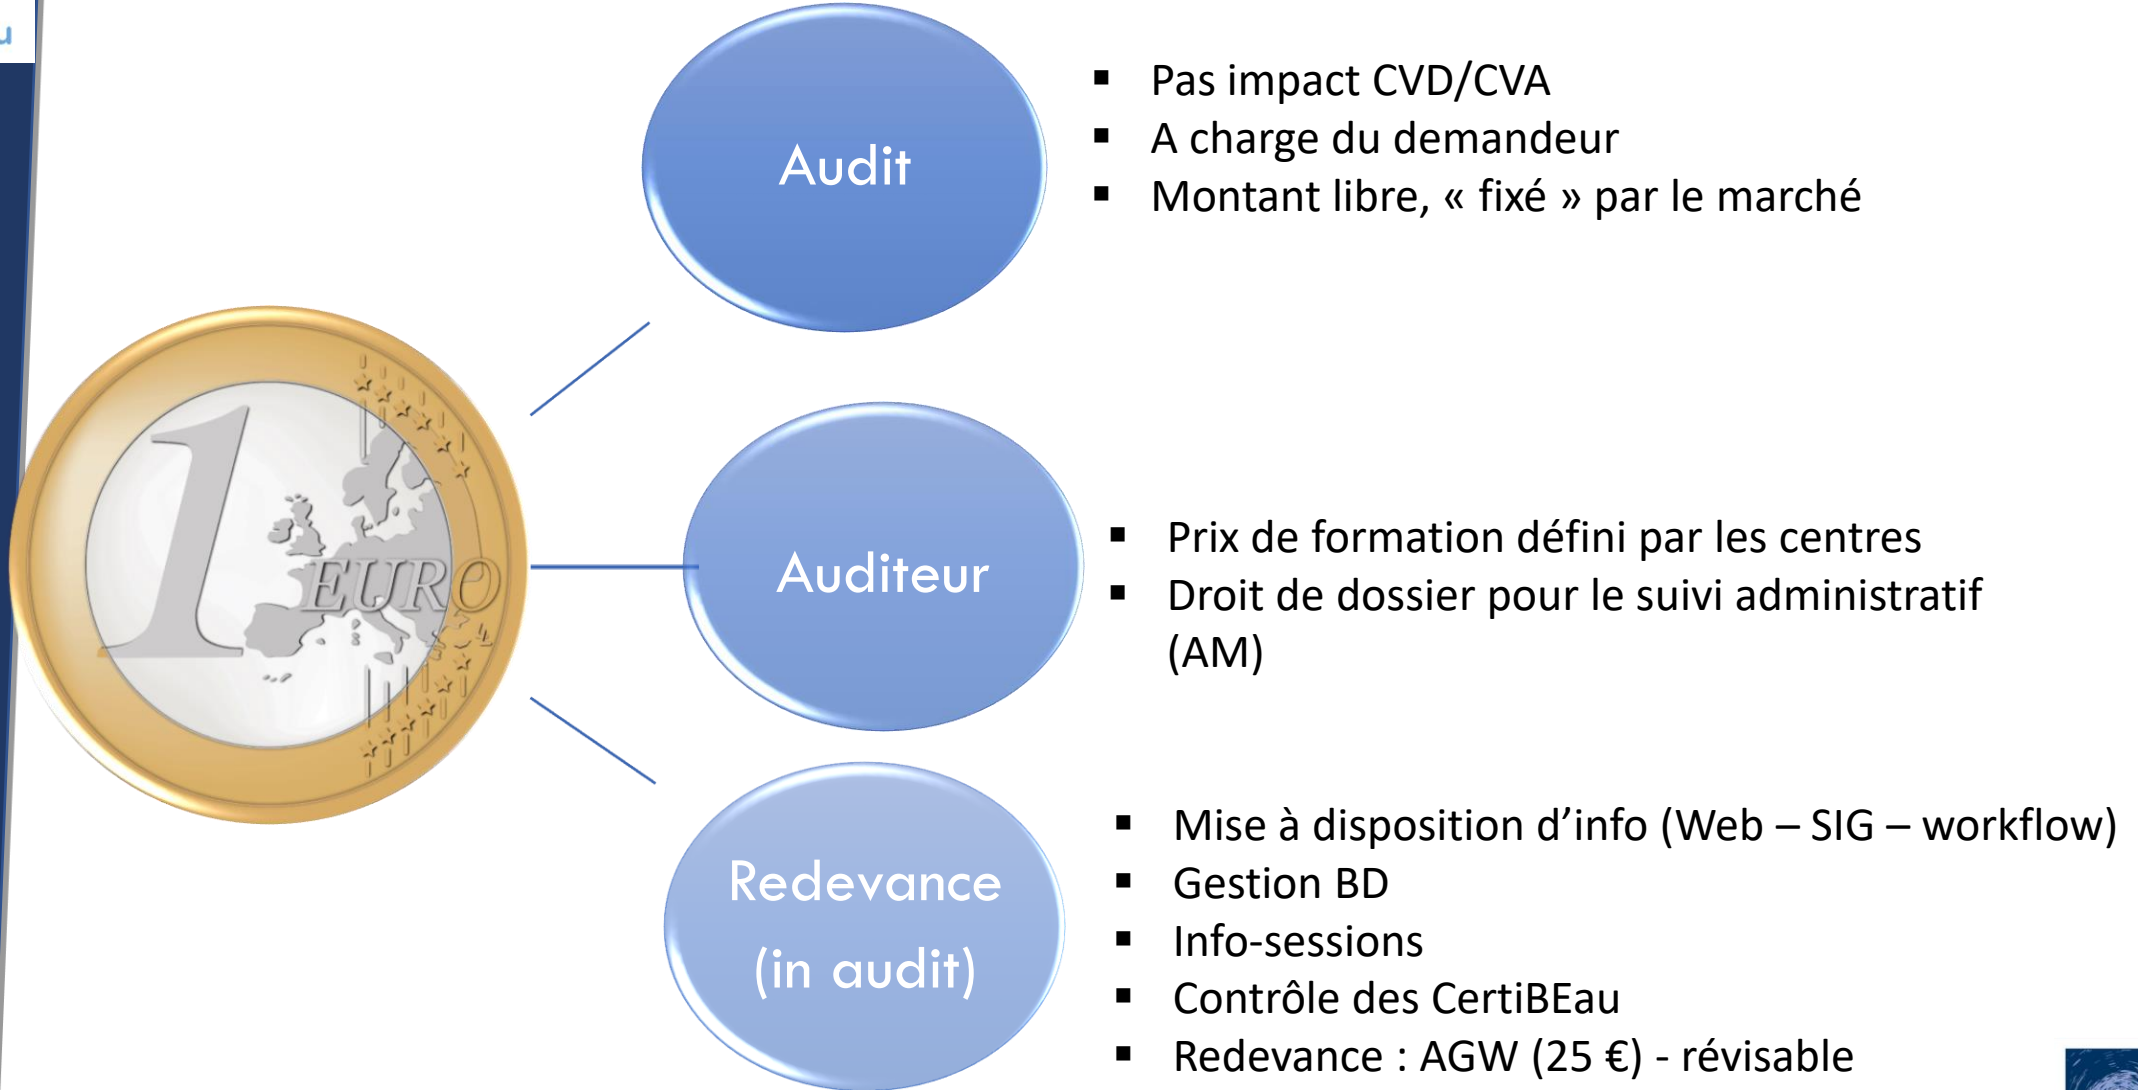 u
Audit
▪ Pas impact CVD/CVA
▪ A charge du demandeur
▪ Montant libre, « fixé » par le marché
1
EURO
Auditeur
▪ Prix de formation défini par les centres
▪ Droit de dossier pour le suivi administratif
(AM)
Redevance
(in audit)
▪ Mise à disposition d’info (Web – SIG – workflow)
▪ Gestion BD
▪ Info-sessions
▪ Contrôle des CertiBEau
▪ Redevance : AGW (25 €) - révisable